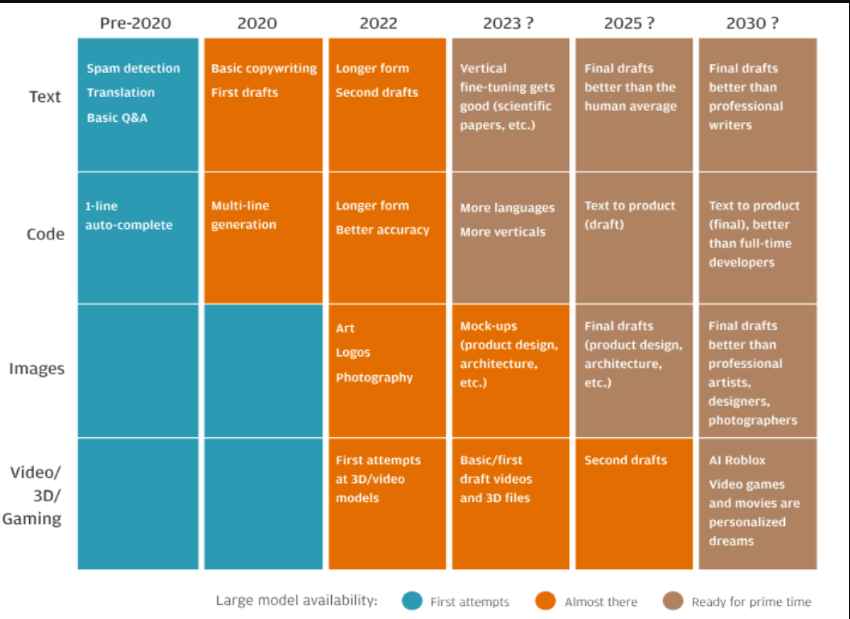 Pre-2020
2020
2022
2023 ?
2025 ?
2030 ?
Text
Spam detection
Translation
Basic Q&A
Basic copywriting
First drafts
Longer form
Second drafts
Vertical
fine-tuning gets
good (scientific
papers, etc.)
Final drafts
better than the
human average
Final drafts
better than
professional
writers
Code
1-line
auto-complete
Multi-line
generation
Longer form
Better accuracy
More languages
More verticals
Text to product
(draft)
Text to product
(final), better
than full-time
developers
Images
Art
Logos
Photography
Mock-ups
(product design,
architecture,
etc.)
Final drafts
(product design,
architecture,
etc.)
Final drafts
better than
professional
artists,
designers,
photographers
Video/
3D/
Gaming
First attempts
at 3D/video
models
Basic/first
draft videos
and 3D files
Second drafts
AI Roblox
Video games
and movies are
personalized
dreams
Large model availability:
First attempts
Almost there
Ready for prime time